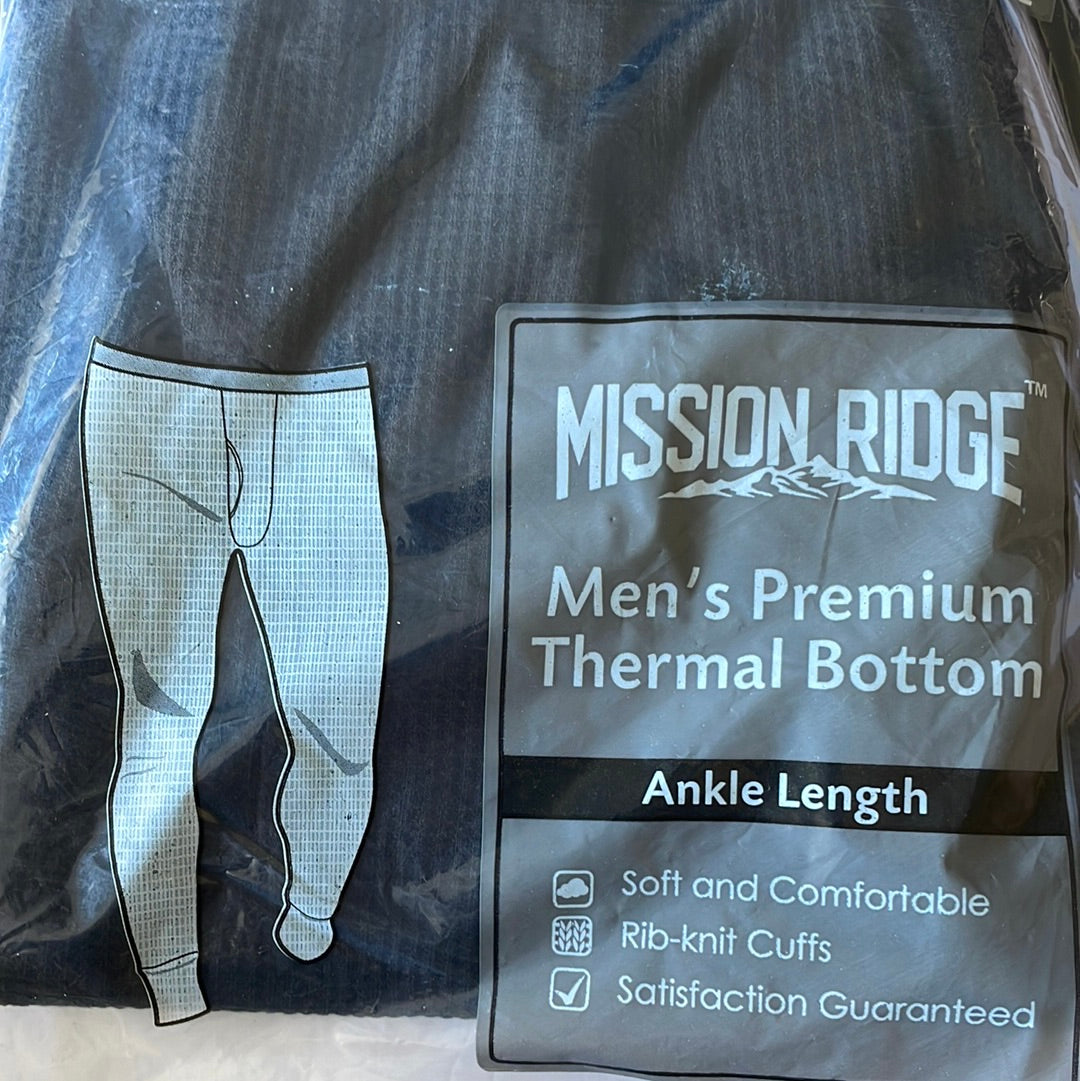 MISSION RIDGE™
Men's Premium
Thermal Bottom
Ankle Length
Soft and Comfortable
Rib-knit Cuffs
Satisfaction Guaranteed